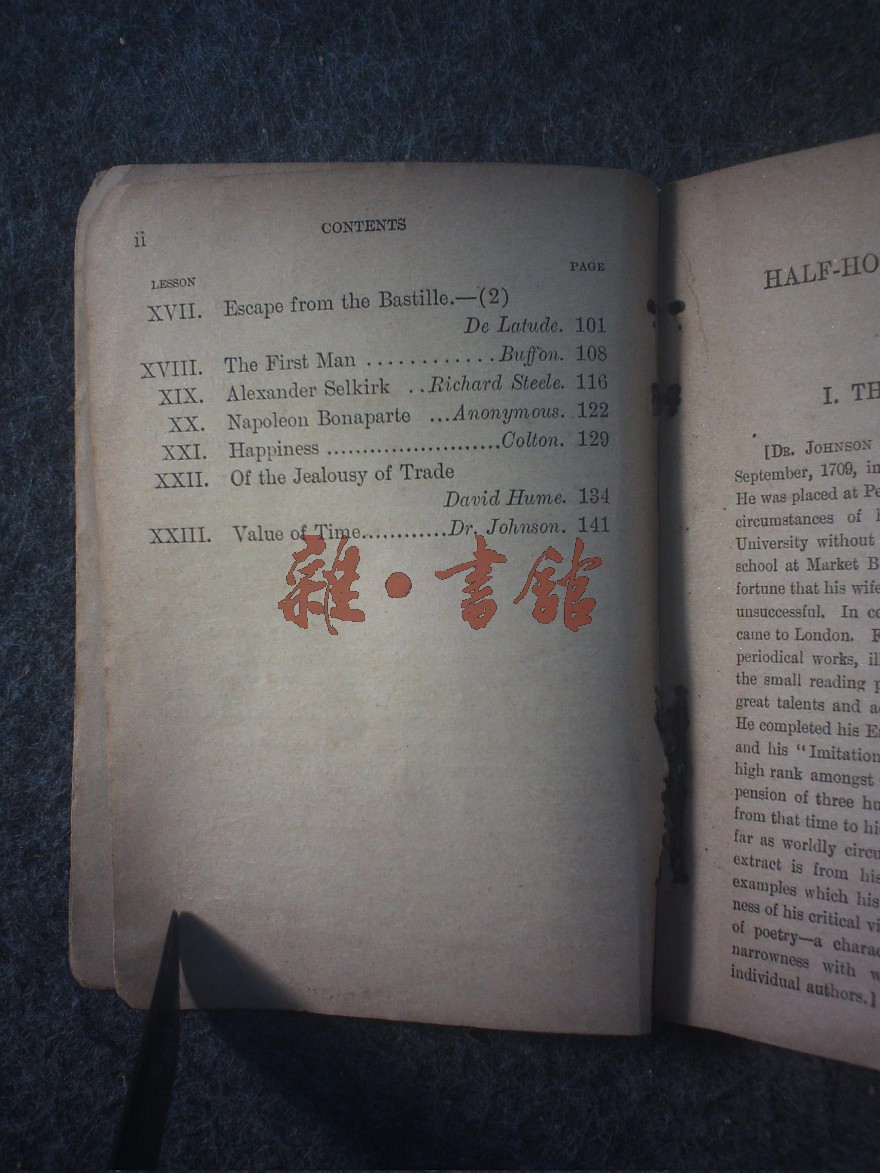 ii
CONTENTS
LESSON PAGE
XVII. Escape from the Bastille.—(2)
De Latude. 101
XVIII. The First Man ............Buffon. 108
XIX. Alexander Selkirk ..Richard Steele. 116
XX. Napoleon Bonaparte ...Anonymous. 122
XXI. Happiness ........................Colton. 129
XXII. Of the Jealousy of Trade
David Hume. 134
XXIII. Value of Time............Dr. Johnson. 141
雜·書館
HALF-HO
I. TH
[DR. JOHNSON
September, 1709, in
He was placed at Pe
circumstances of
University without
school at Market B
fortune that his wife
unsuccessful. In co
came to London. F
periodical works, il
the small reading p
great talents and a
He completed his E
and his "Imitation
high rank amongst
pension of three hu
from that time to hi
far as worldly circu
extract is from his
examples which his
ness of his critical vi
of poetry—a charac
narrowness with w
individual authors.]